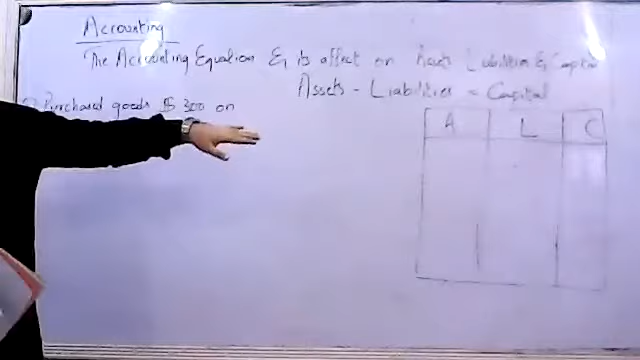 Accounting
The Accounting Equation & its affect on Assets Liabilities & Capital
Assets - Liabilities = Capital
Purchased goods $ 300 on
A L C